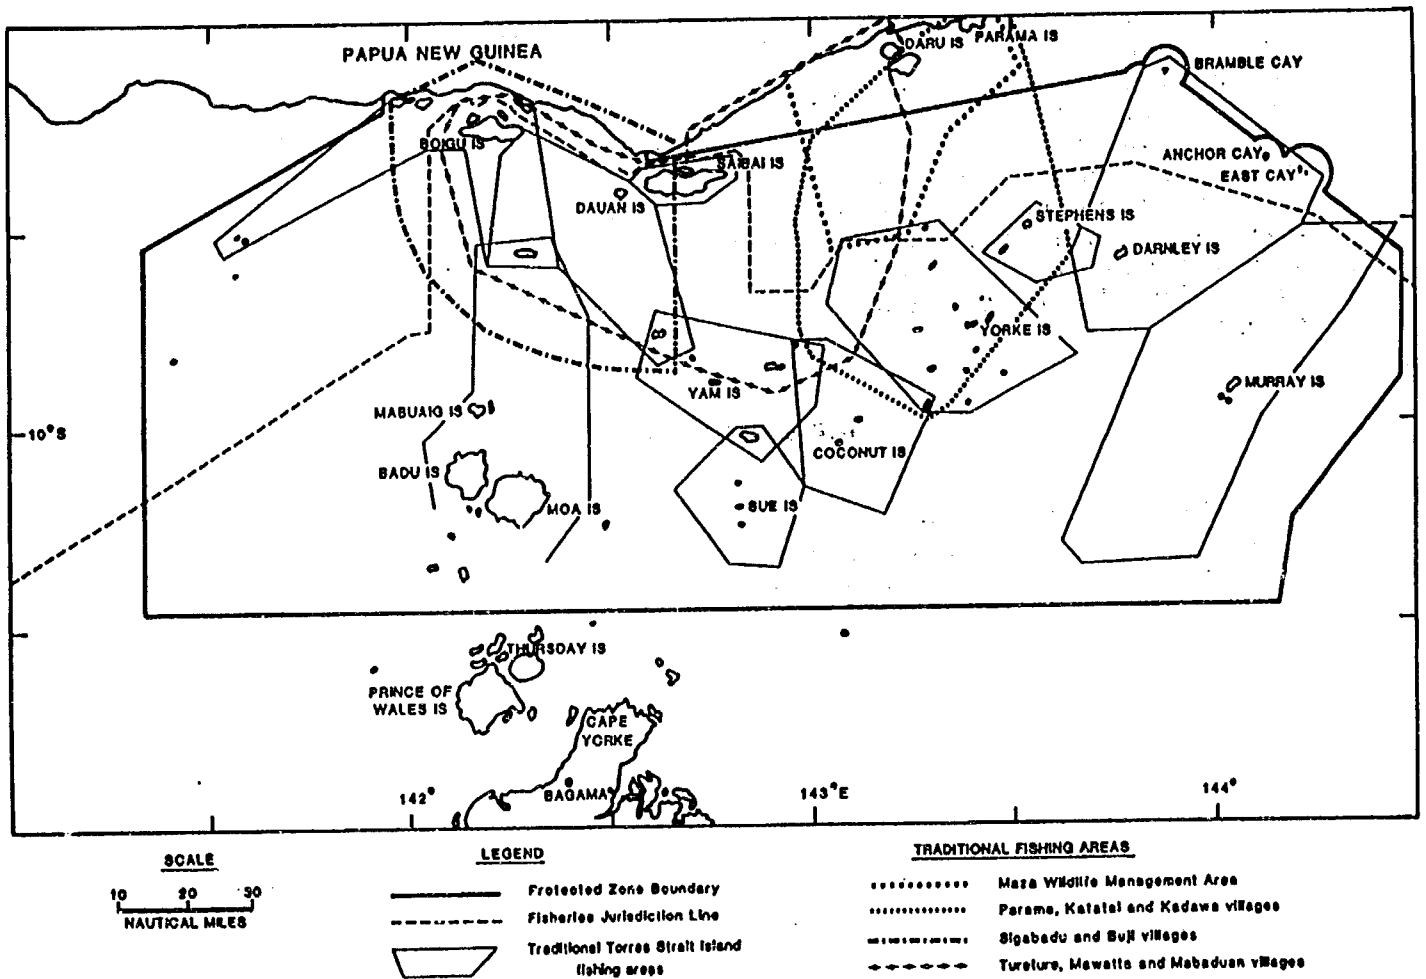 PAPUA NEW GUINEA
DARU IS
PARAMA IS
BRAMBLE CAY
BOIGU IS
SAIBAI IS
ANCHOR CAY
EAST CAY
DAUAN IS
STEPHENS IS
DARNLEY IS
YORKE IS
YAM IS
MURRAY IS
MABUAIG IS
10°S
COCONUT IS
BADU IS
MOA IS
SUE IS
THURSDAY IS
PRINCE OF
WALES IS
CAPE
YORKE
BAGAMA
142°
143°E
144°
SCALE
10 20 30
NAUTICAL MILES
LEGEND
Protected Zone Boundary
Fisheries Jurisdiction Line
Traditional Torres Strait Island
fishing areas
TRADITIONAL FISHING AREAS
Maza Wildlife Management Area
Parama, Katatai and Kadawa villages
Sigabadu and Buji villages
Tureture, Mawatta and Mabaduan villages